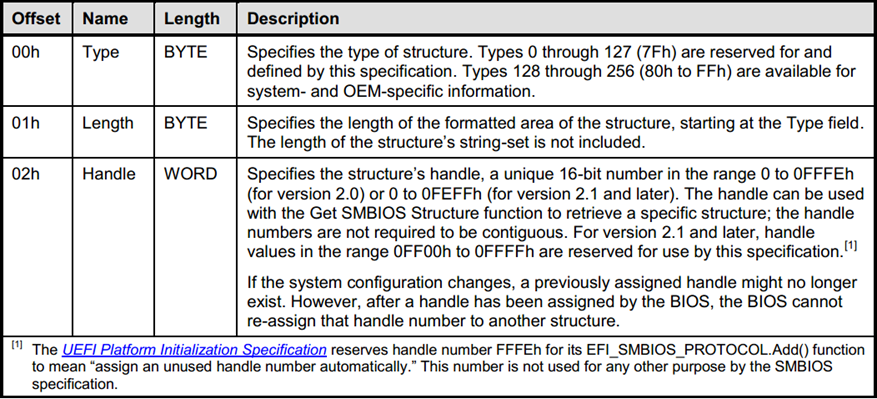 Offset Name Length Description
00h Type BYTE Specifies the type of structure. Types 0 through 127 (7Fh) are reserved for and
defined by this specification. Types 128 through 256 (80h to FFh) are available for
system- and OEM-specific information.
01h Length BYTE Specifies the length of the formatted area of the structure, starting at the Type field.
The length of the structure’s string-set is not included.
02h Handle WORD Specifies the structure’s handle, a unique 16-bit number in the range 0 to 0FFFEh
(for version 2.0) or 0 to 0FEFFh (for version 2.1 and later). The handle can be used
with the Get SMBIOS Structure function to retrieve a specific structure; the handle
numbers are not required to be contiguous. For version 2.1 and later, handle
values in the range 0FF00h to 0FFFFh are reserved for use by this specification.[1]
If the system configuration changes, a previously assigned handle might no longer
exist. However, after a handle has been assigned by the BIOS, the BIOS cannot
re-assign that handle number to another structure.
[1] The UEFI Platform Initialization Specification reserves handle number FFFEh for its EFI_SMBIOS_PROTOCOL.Add() function
to mean “assign an unused handle number automatically.” This number is not used for any other purpose by the SMBIOS
specification.